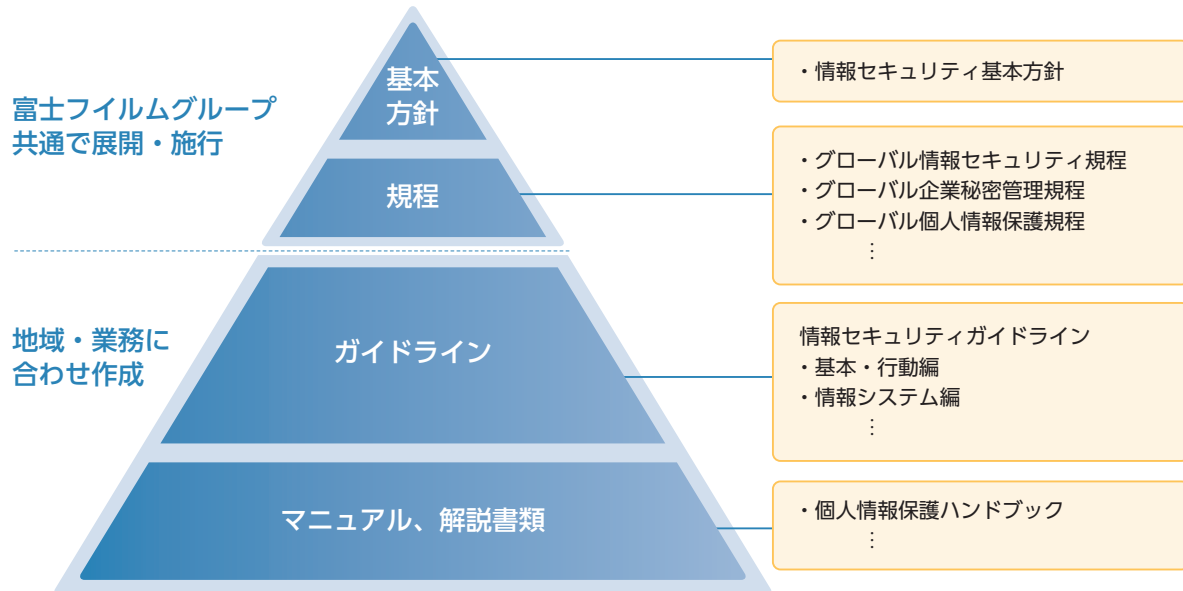 基本
方針
・情報セキュリティ基本方針
富士フイルムグループ
共通で展開・施行
規程
・グローバル情報セキュリティ規程
・グローバル企業秘密管理規程
・グローバル個人情報保護規程
⋮
地域・業務に
合わせ作成
ガイドライン
情報セキュリティガイドライン
・基本・行動編
・情報システム編
⋮
マニュアル、解説書類
・個人情報保護ハンドブック
⋮